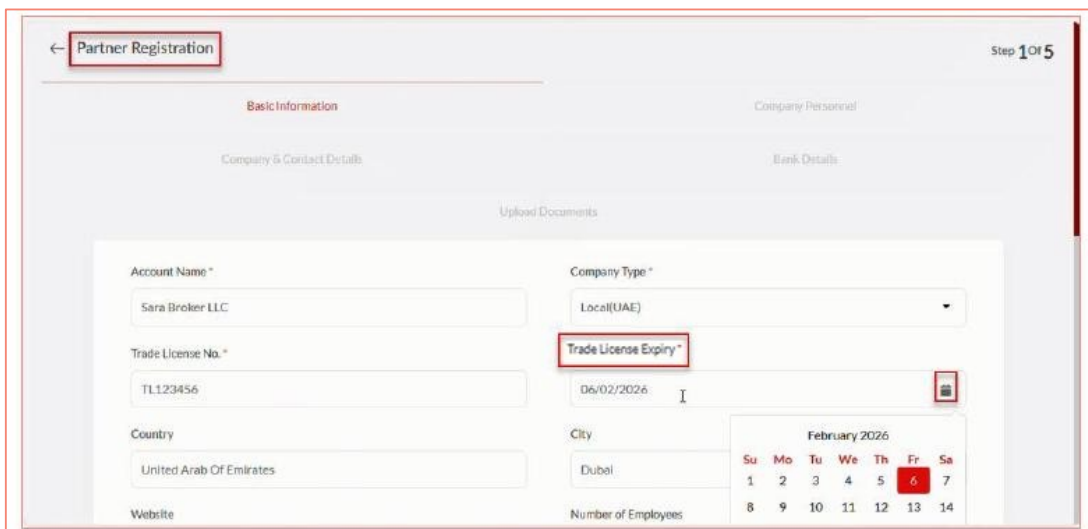 ← Partner Registration
Step 1 Of 5
Basic Information
Company Personnel
Company & Contact Details
Bank Details
Upload Documents
Account Name *
Company Type *
Sara Broker LLC
Local(UAE)
Trade License No. *
Trade License Expiry *
TL123456
06/02/2026
Country
City
February 2026
United Arab Of Emirates
Dubai
Su Mo Tu We Th Fr Sa
1 2 3 4 5 6 7
8 9 10 11 12 13 14
Website
Number of Employees